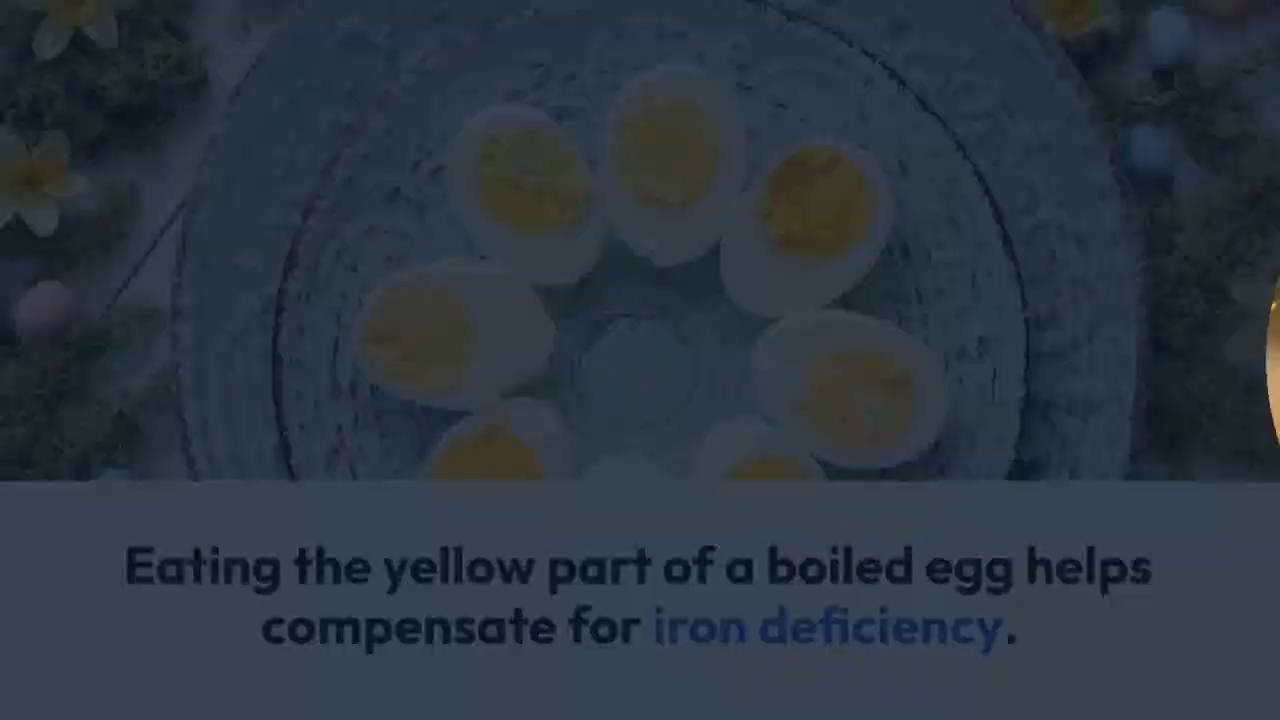 Eating the yellow part of a boiled egg helps
compensate for iron deficiency.